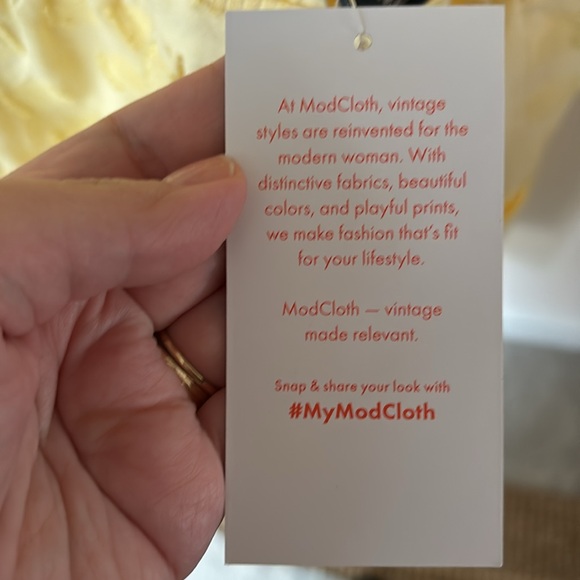 At ModCloth, vintage
styles are reinvented for the
modern woman. With
distinctive fabrics, beautiful
colors, and playful prints,
we make fashion that's fit
for your lifestyle.
ModCloth — vintage
made relevant.
Snap & share your look with
#MyModCloth